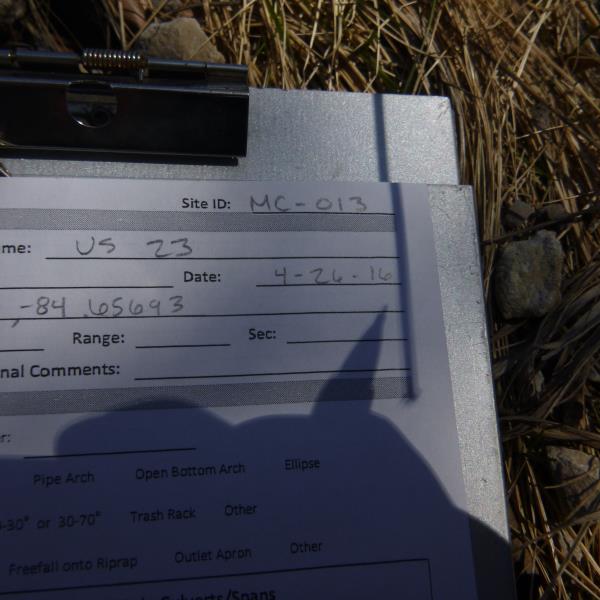 Site ID: MC-013
me: US 23
Date: 4-26-16
, -84.65693
Range: Sec:
nal Comments:
r:
Pipe Arch Open Bottom Arch Ellipse
-30° or 30-70° Trash Rack Other
Freefall onto Riprap Outlet Apron Other
Culverts/Spans